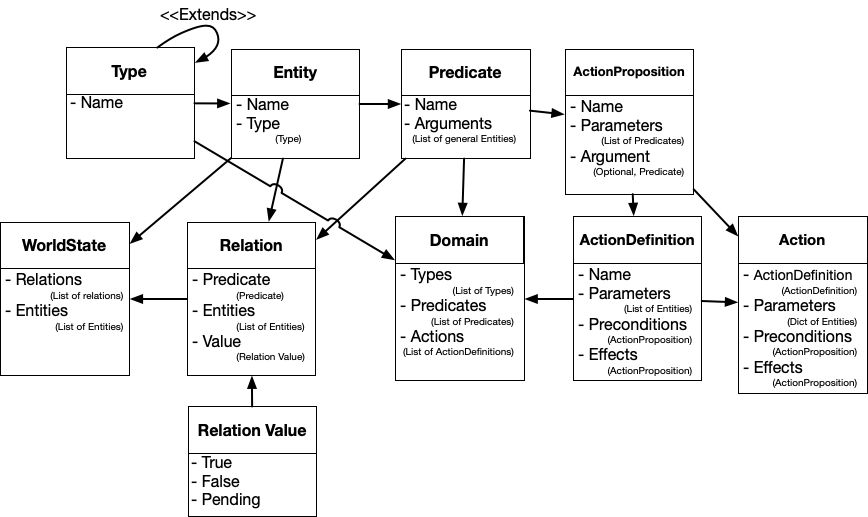 <<Extends>>
Type
- Name
Entity
- Name
- Type
(Type)
Predicate
- Name
- Arguments
(List of general Entities)
ActionProposition
- Name
- Parameters
(List of Predicates)
- Argument
(Optional, Predicate)
WorldState
- Relations
(List of relations)
- Entities
(List of Entities)
Relation
- Predicate
(Predicate)
- Entities
(List of Entities)
- Value
(Relation Value)
Domain
- Types
(List of Types)
- Predicates
(List of Predicates)
- Actions
(List of ActionDefinitions)
ActionDefinition
- Name
- Parameters
(List of Entities)
- Preconditions
(ActionProposition)
- Effects
(ActionProposition)
Action
- ActionDefinition
(ActionDefinition)
- Parameters
(Dict of Entities)
- Preconditions
(ActionProposition)
- Effects
(ActionProposition)
Relation Value
- True
- False
- Pending